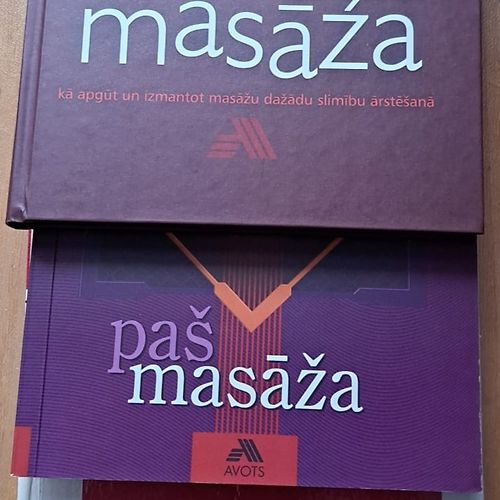 masāža
kā apgūt un izmantot masāžu dažādu slimību ārstēšanā
paš
masāža
AVOTS